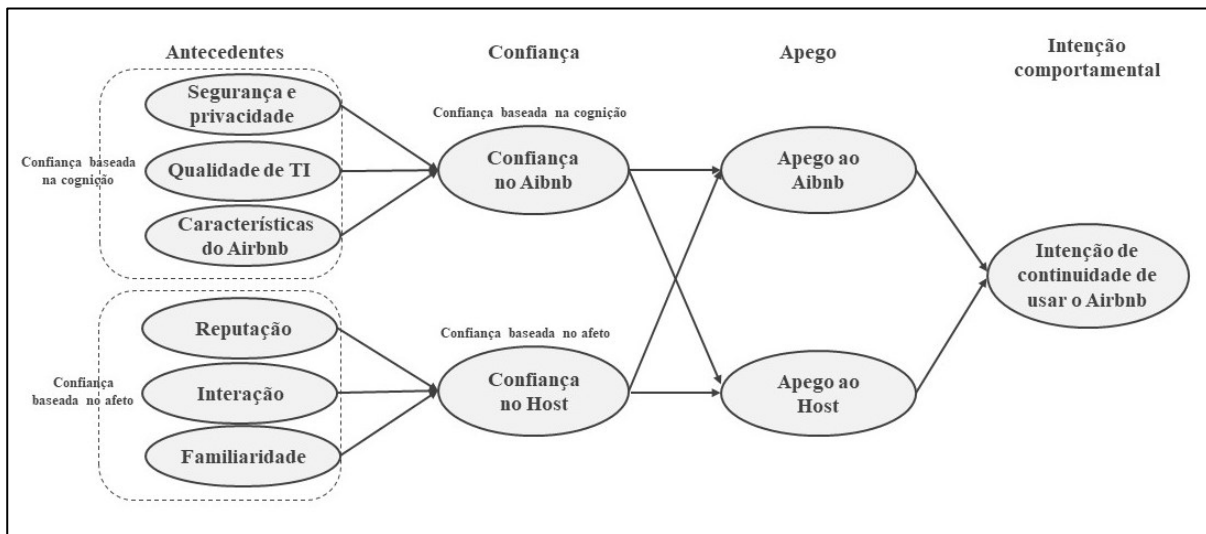 Antecedentes
Confiança
Apego
Intenção
comportamental
Confiança baseada
na cognição
Segurança e
privacidade
Qualidade de TI
Características
do Airbnb
Confiança baseada na cognição
Confiança
no Aibnb
Apego ao
Aibnb
Intenção de
continuidade de
usar o Airbnb
Confiança
baseada no afeto
Reputação
Interação
Familiaridade
Confiança baseada no afeto
Confiança
no Host
Apego ao
Host